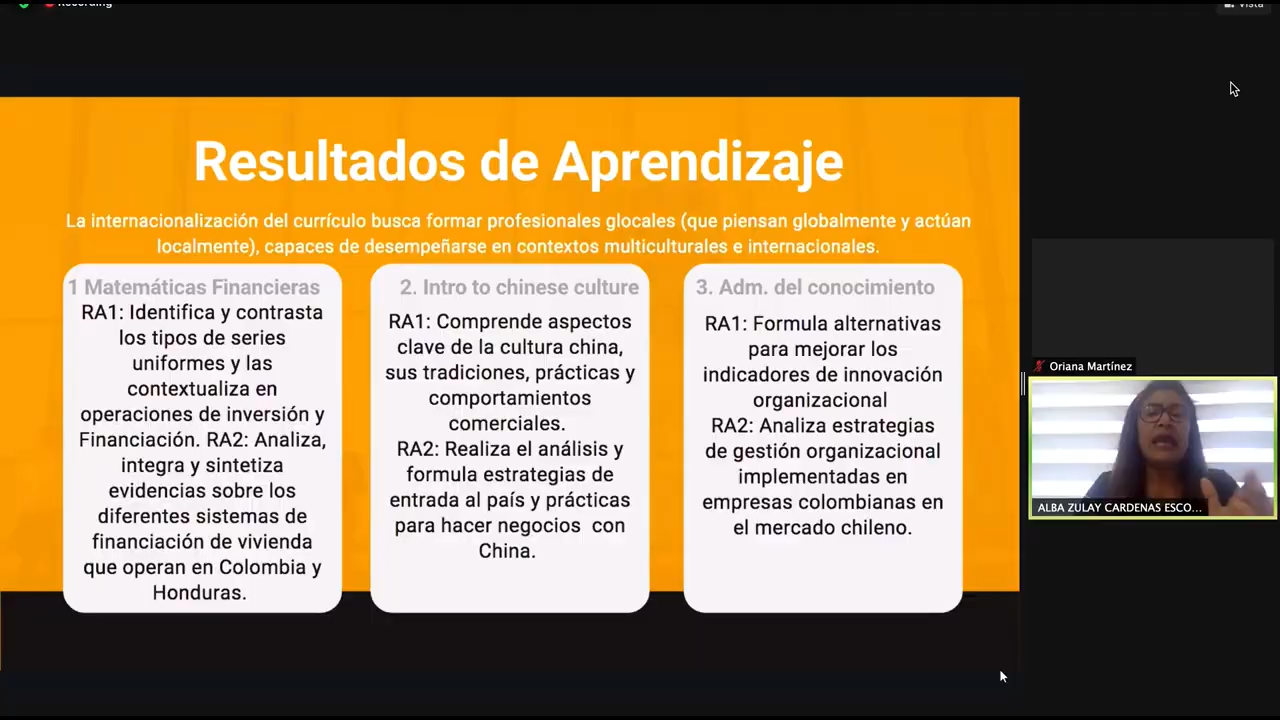 Recording
Vista
Resultados de Aprendizaje
La internacionalización del currículo busca formar profesionales glocales (que piensan globalmente y actúan
localmente), capaces de desempeñarse en contextos multiculturales e internacionales.
1 Matemáticas Financieras
RA1: Identifica y contrasta
los tipos de series
uniformes y las
contextualiza en
operaciones de inversión y
Financiación. RA2: Analiza,
integra y sintetiza
evidencias sobre los
diferentes sistemas de
financiación de vivienda
que operan en Colombia y
Honduras.
2. Intro to chinese culture
RA1: Comprende aspectos
clave de la cultura china,
sus tradiciones, prácticas y
comportamientos
comerciales.
RA2: Realiza el análisis y
formula estrategias de
entrada al país y prácticas
para hacer negocios con
China.
3. Adm. del conocimiento
RA1: Formula alternativas
para mejorar los
indicadores de innovación
organizacional
RA2: Analiza estrategias
de gestión organizacional
implementadas en
empresas colombianas en
el mercado chileno.
Oriana Martínez
ALBA ZULAY CARDENAS ESCO...